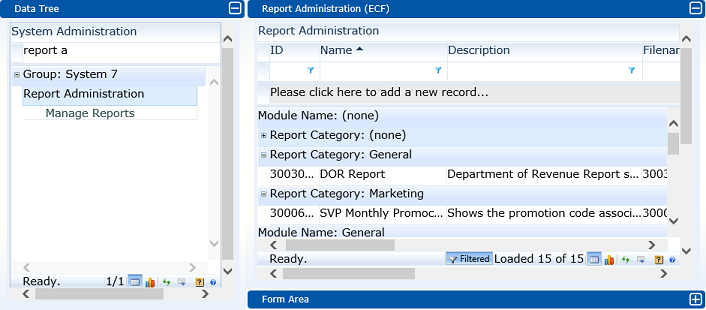 Data Tree
System Administration
report a
Group: System 7
Report Administration
Manage Reports
Ready. 1/1
Report Administration (ECF)
Report Administration
ID Name Description Filenar
Please click here to add a new record...
Module Name: (none)
Report Category: (none)
Report Category: General
30030... DOR Report Department of Revenue Report s... 3003
Report Category: Marketing
30006... SVP Monthly Promoc... Shows the promotion code associ... 3000
Module Name: General
Ready. Filtered Loaded 15 of 15
Form Area